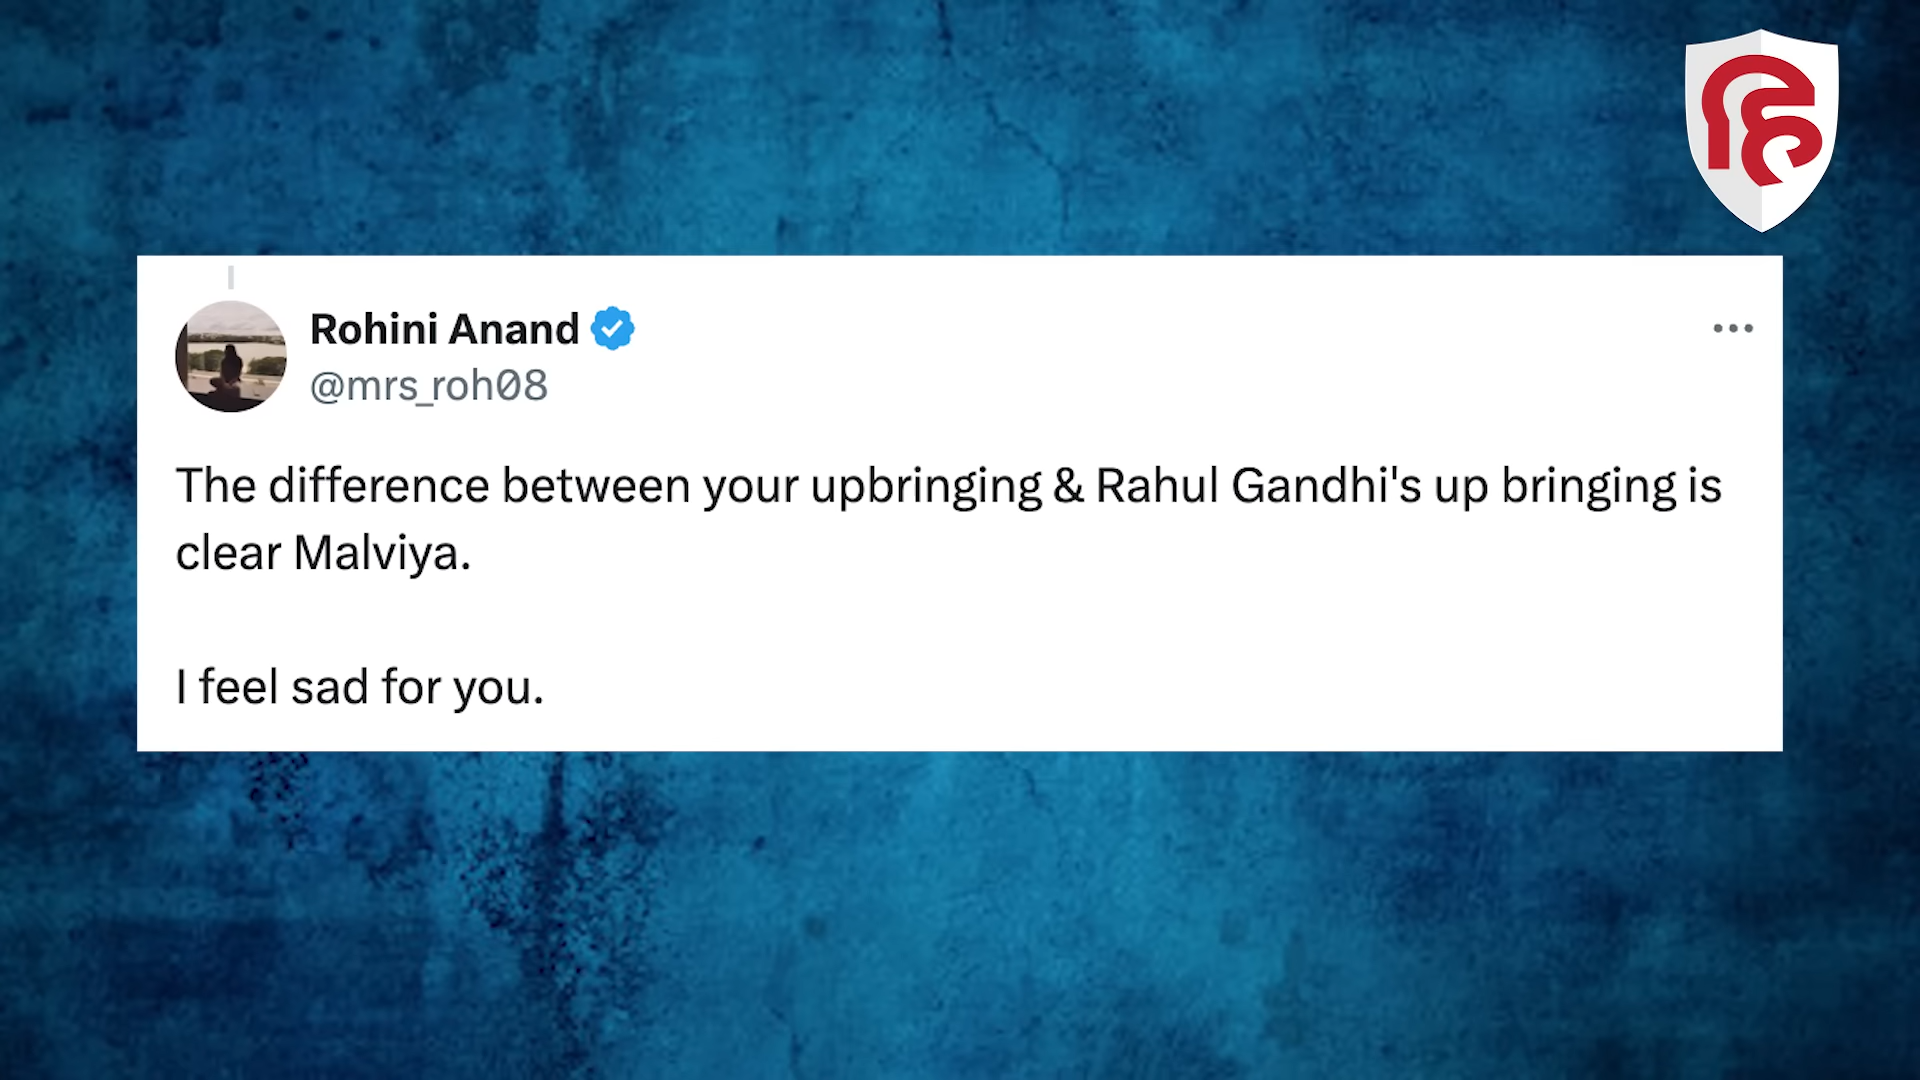 Rohini Anand
@mrs_roh08
The difference between your upbringing & Rahul Gandhi's up bringing is
clear Malviya.
I feel sad for you.